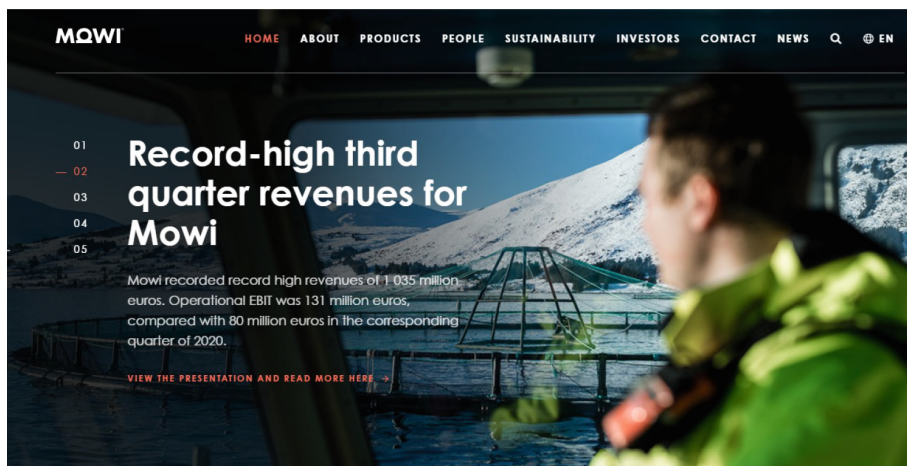 MOWI
HOME ABOUT PRODUCTS PEOPLE SUSTAINABILITY INVESTORS CONTACT NEWS EN
01
— 02
03
04
05
Record-high third
quarter revenues for
Mowi
Mowi recorded record high revenues of 1 035 million
euros. Operational EBIT was 131 million euros,
compared with 80 million euros in the corresponding
quarter of 2020.
VIEW THE PRESENTATION AND READ MORE HERE →